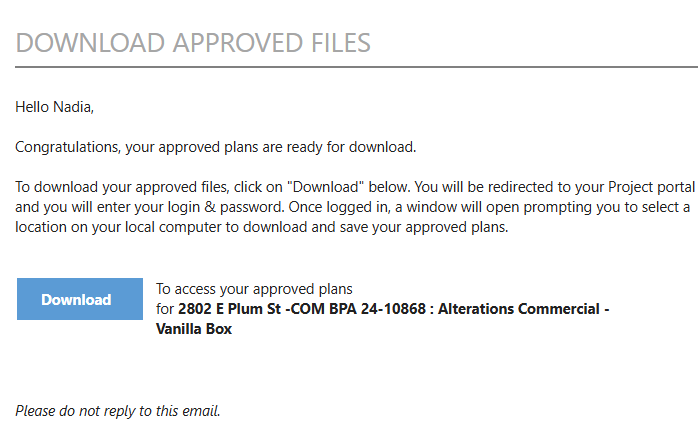 DOWNLOAD APPROVED FILES
Hello Nadia,
Congratulations, your approved plans are ready for download.
To download your approved files, click on "Download" below. You will be redirected to your Project portal
and you will enter your login & password. Once logged in, a window will open prompting you to select a
location on your local computer to download and save your approved plans.
Download
To access your approved plans
for 2802 E Plum St -COM BPA 24-10868 : Alterations Commercial -
Vanilla Box
Please do not reply to this email.